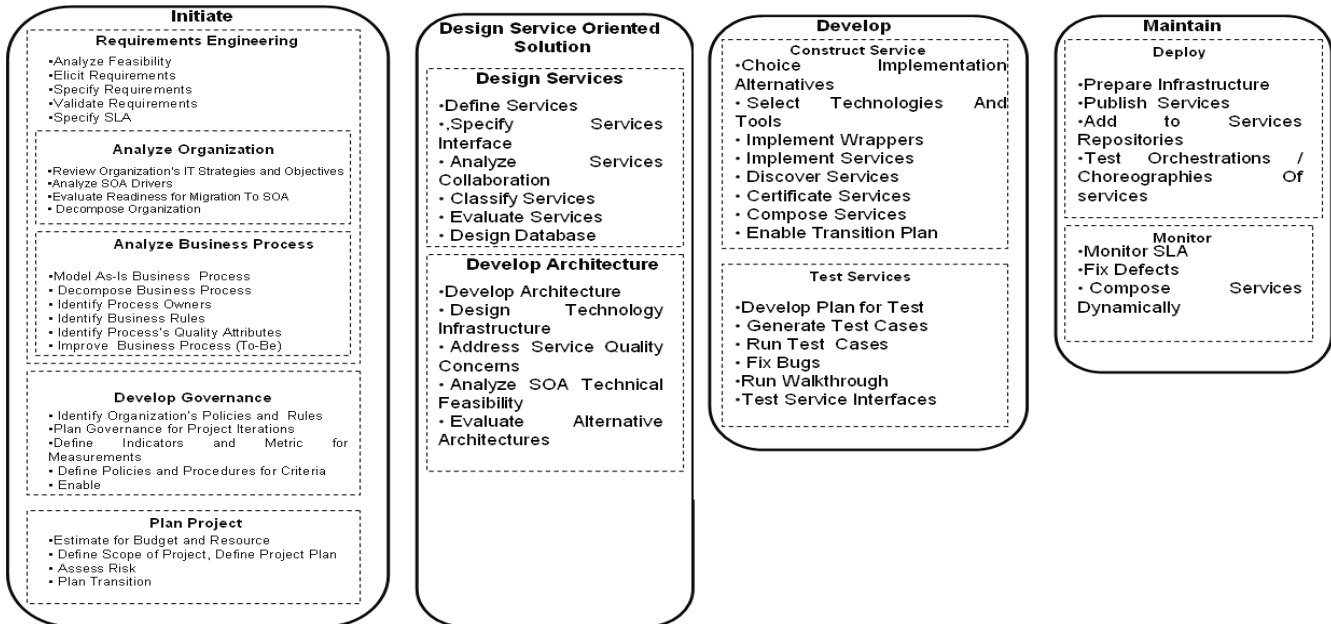 Initiate
Requirements Engineering
•Analyze Feasibility
•Elicit Requirements
•Specify Requirements
•Validate Requirements
•Specify SLA
Analyze Organization
•Review Organization's IT Strategies and Objectives
•Analyze SOA Drivers
•Evaluate Readiness for Migration To SOA
• Decompose Organization
Analyze Business Process
•Model As-Is Business Process
• Decompose Business Process
• Identify Process Owners
• Identify Business Rules
• Identify Process's Quality Attributes
• Improve Business Process (To-Be)
Develop Governance
• Identify Organization's Policies and Rules
•Plan Governance for Project Iterations
•Define Indicators and Metric for
Measurements
• Define Policies and Procedures for Criteria
• Enable
Plan Project
•Estimate for Budget and Resource
• Define Scope of Project, Define Project Plan
• Assess Risk
• Plan Transition
Design Service Oriented
Solution
Design Services
•Define Services
•,Specify Services
Interface
• Analyze Services
Collaboration
• Classify Services
• Evaluate Services
• Design Database
Develop Architecture
•Develop Architecture
• Design Technology
Infrastructure
• Address Service Quality
Concerns
• Analyze SOA Technical
Feasibility
• Evaluate Alternative
Architectures
Develop
Construct Service
•Choice Implementation
Alternatives
• Select Technologies And
Tools
• Implement Wrappers
• Implement Services
• Discover Services
• Certificate Services
• Compose Services
• Enable Transition Plan
Test Services
•Develop Plan for Test
• Generate Test Cases
• Run Test Cases
• Fix Bugs
•Run Walkthrough
•Test Service Interfaces
Maintain
Deploy
•Prepare Infrastructure
•Publish Services
•Add to Services
Repositories
•Test Orchestrations /
Choreographies Of
services
Monitor
•Monitor SLA
•Fix Defects
• Compose Services
Dynamically